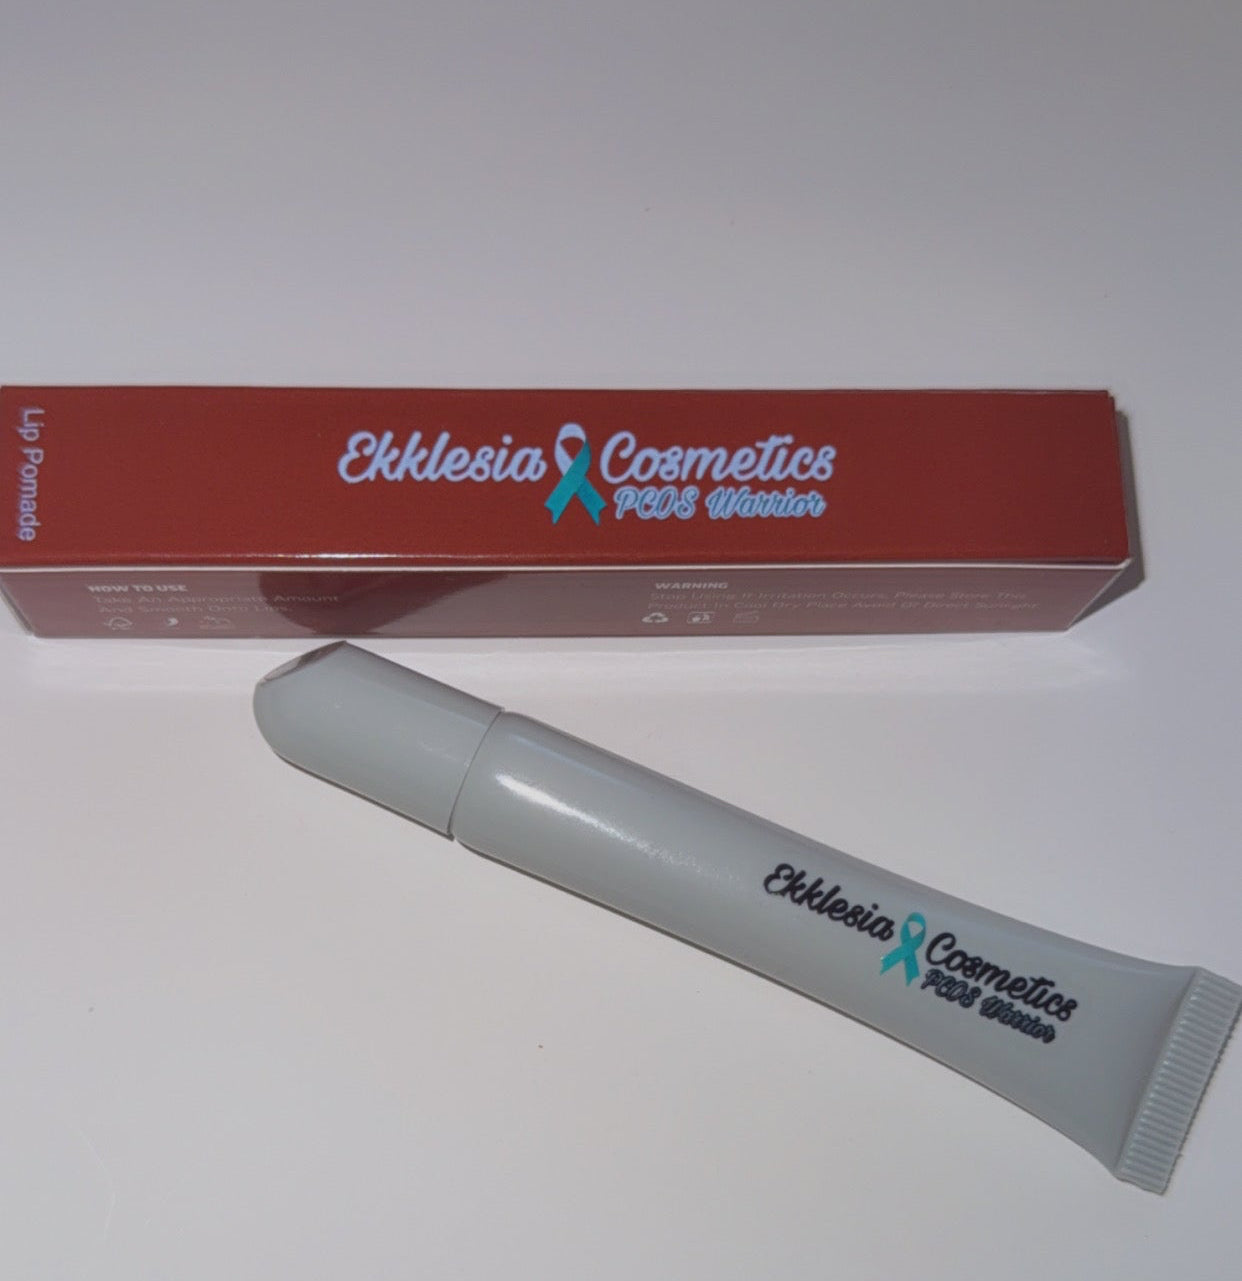 Lip Pomade
Ekklesia Cosmetics
PCOS Warrior
HOW TO USE
Take An Appropriate Amount
And Smooth Onto Lips.
WARNING
Stop Using If Irritation Occurs, Please Store This
Product In Cool Dry Place Avoid Of Direct Sunlight
Ekklesia Cosmetics
PCOS Warrior